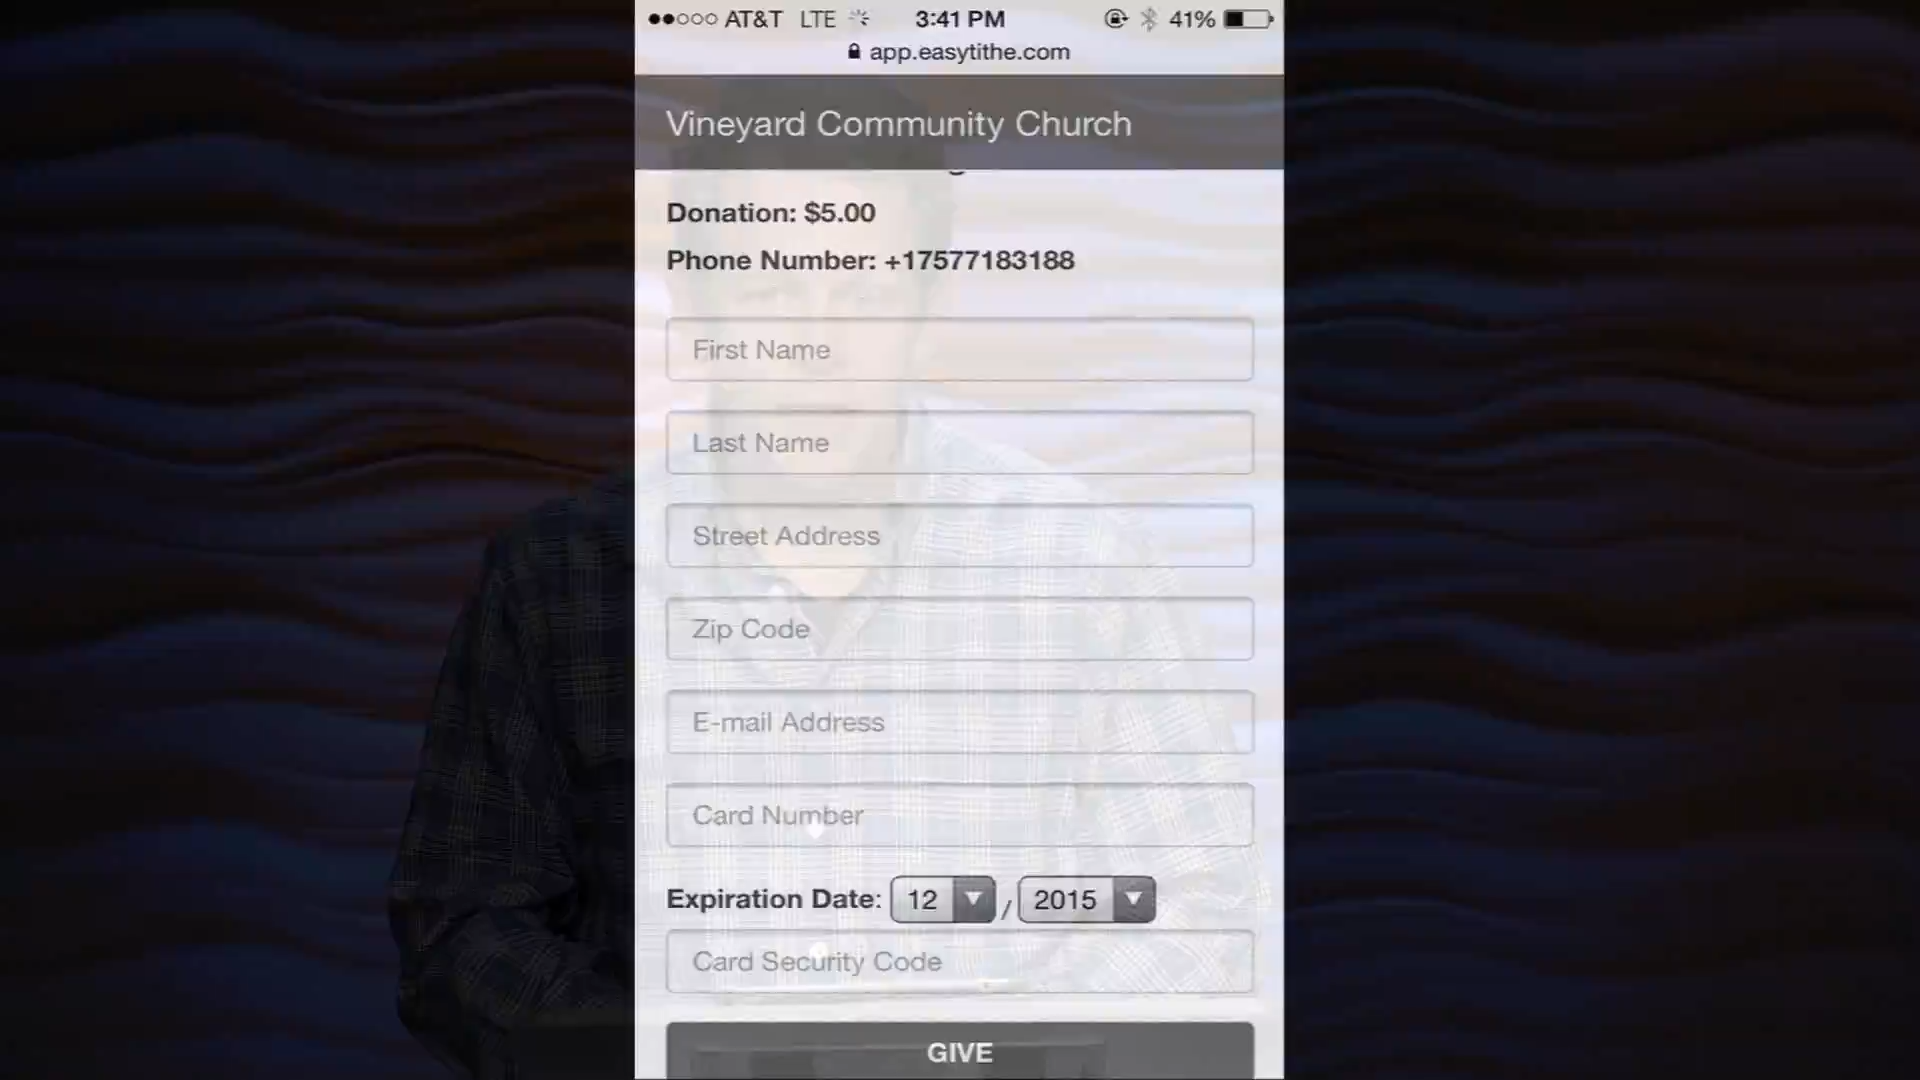 AT&T LTE 3:41 PM 41%
app.easytithe.com
Vineyard Community Church
Donation: $5.00
Phone Number: +17577183188
First Name
Last Name
Street Address
Zip Code
E-mail Address
Card Number
Expiration Date: 12 / 2015
Card Security Code
GIVE